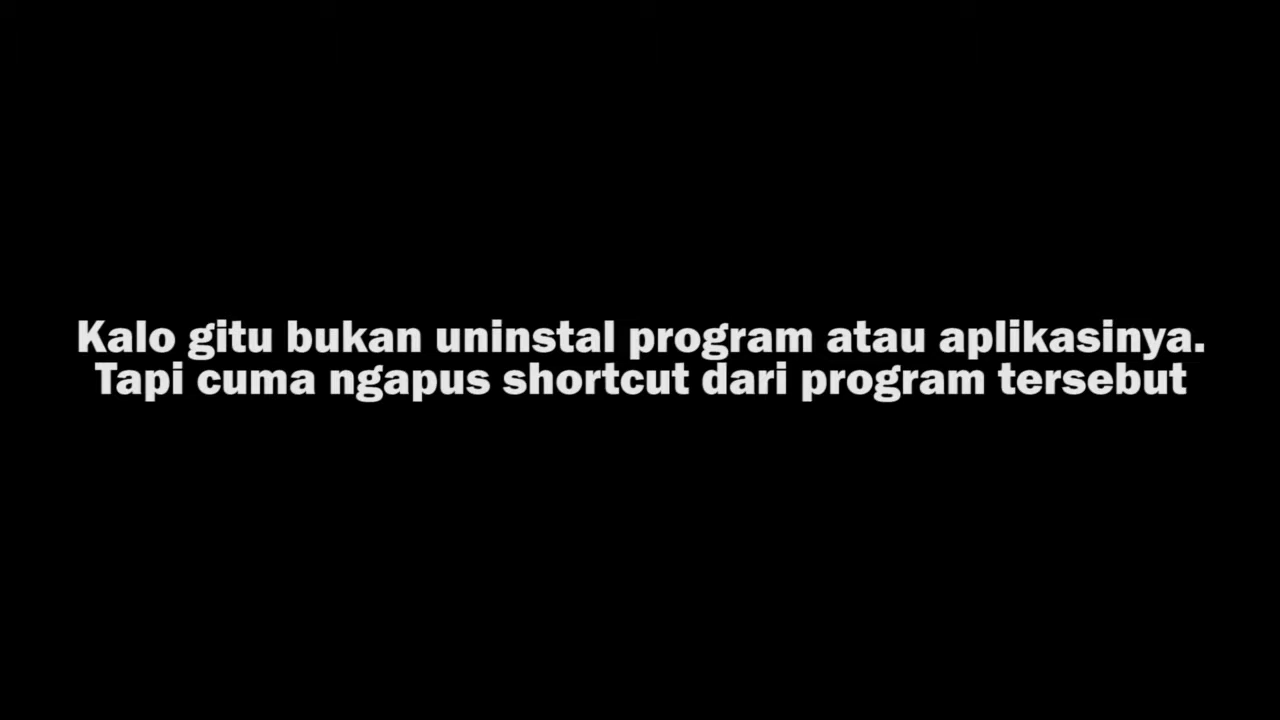 Kalo gitu bukan uninstal program atau aplikasinya.
Tapi cuma ngapus shortcut dari program tersebut